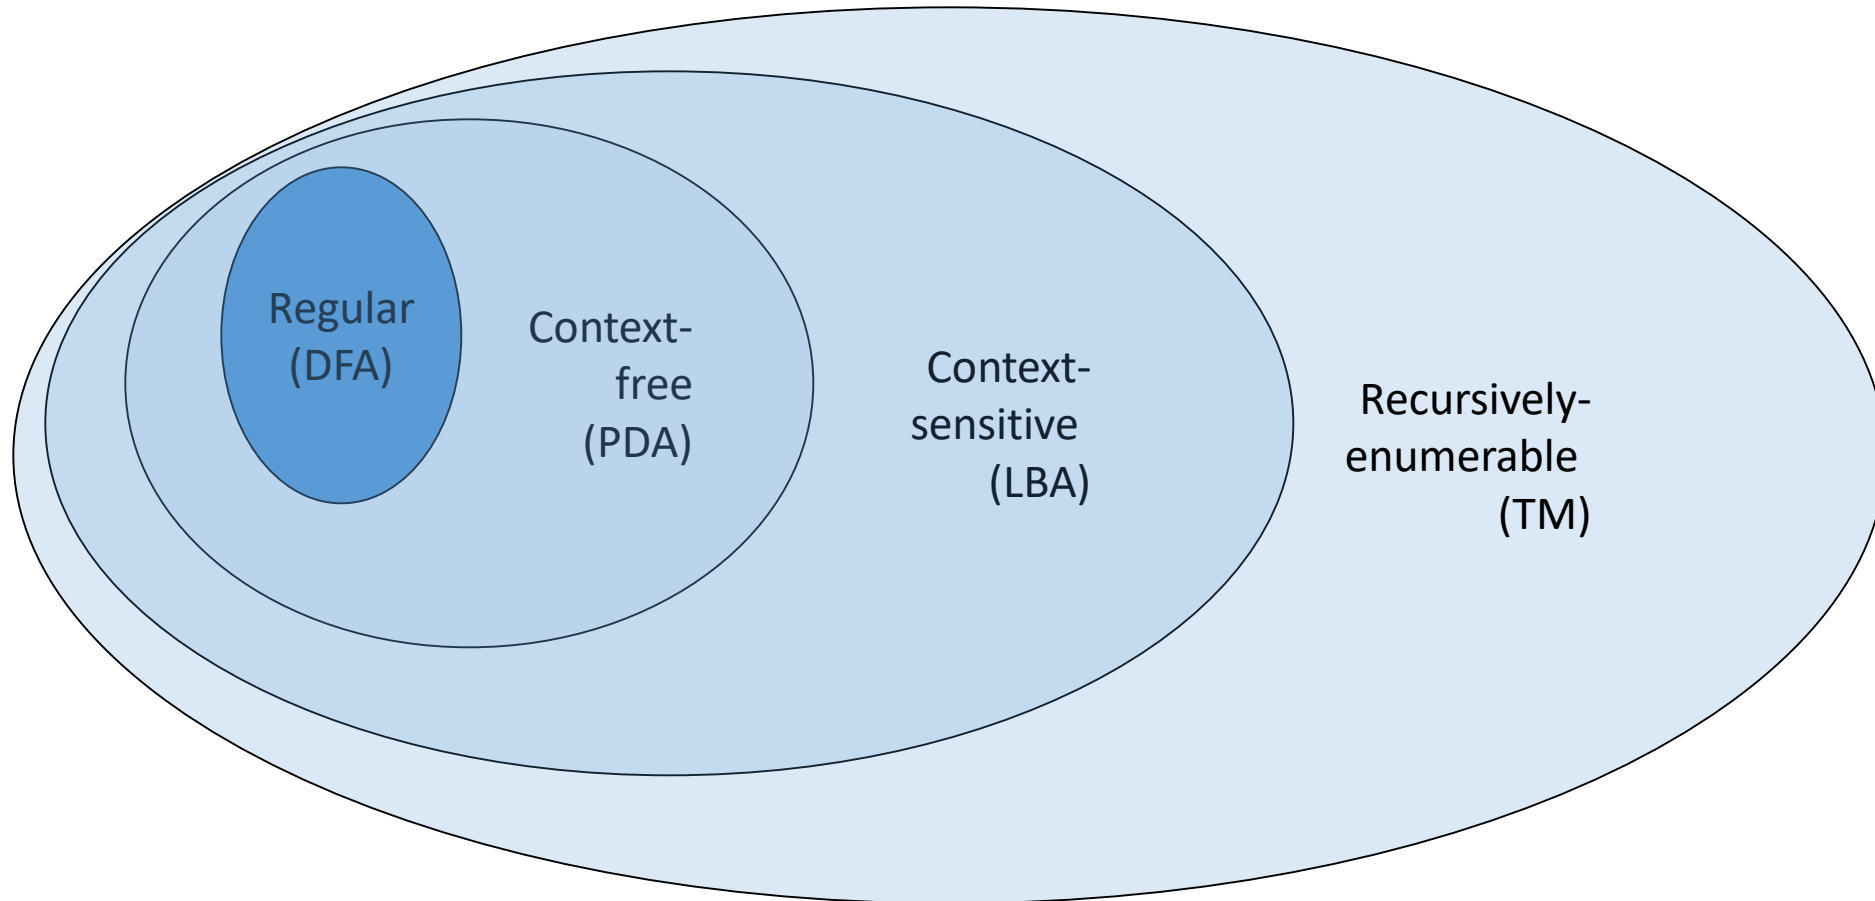 Regular
(DFA)
Context-
free
(PDA)
Context-
sensitive
(LBA)
Recursively-
enumerable
(TM)